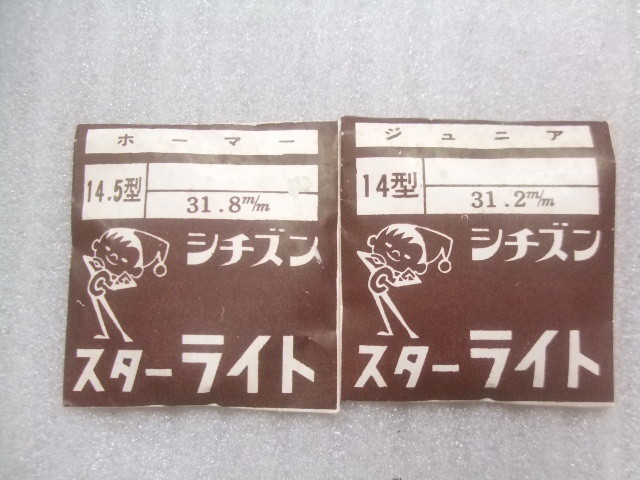 ホーマー
14.5型
31.8m/m
シチズン
スターライト
ジュニア
14型
31.2m/m
シチズン
スターライト